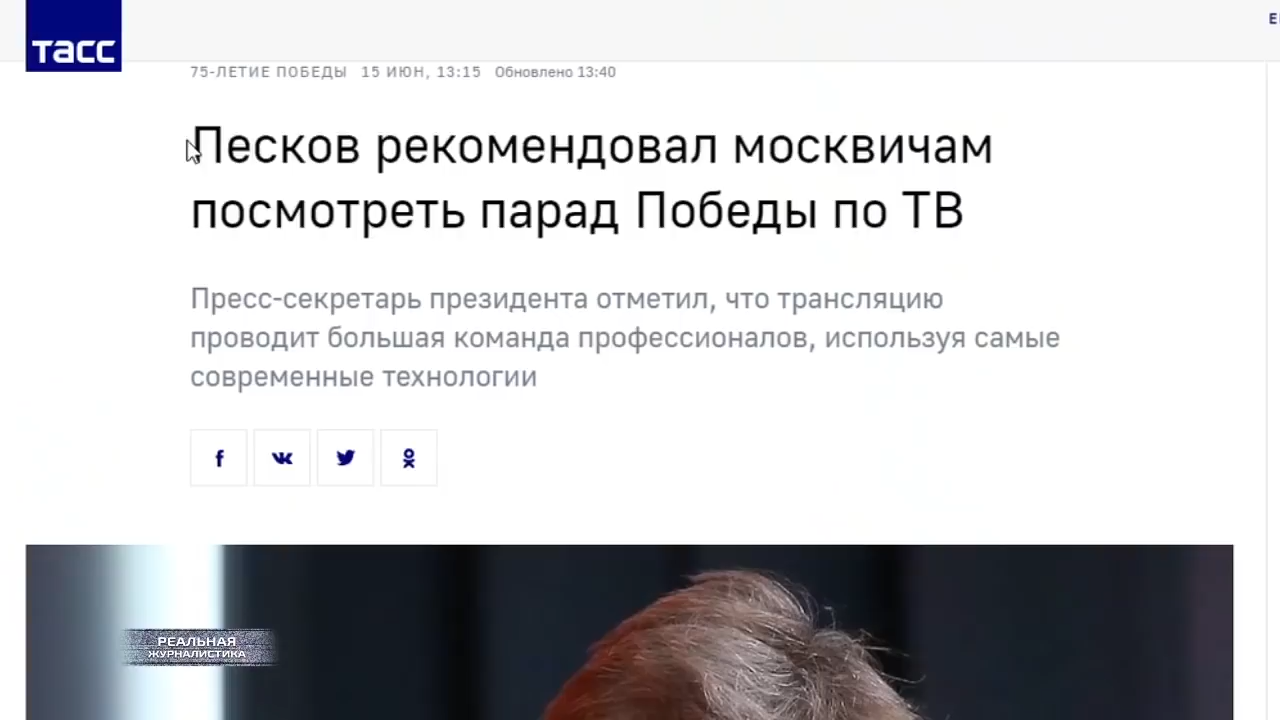 тасс
75-ЛЕТИЕ ПОБЕДЫ 15 ИЮН, 13:15 Обновлено 13:40
Песков рекомендовал москвичам
посмотреть парад Победы по ТВ
Пресс-секретарь президента отметил, что трансляцию
проводит большая команда профессионалов, используя самые
современные технологии
РЕАЛЬНАЯ
ЖУРНАЛИСТИКА